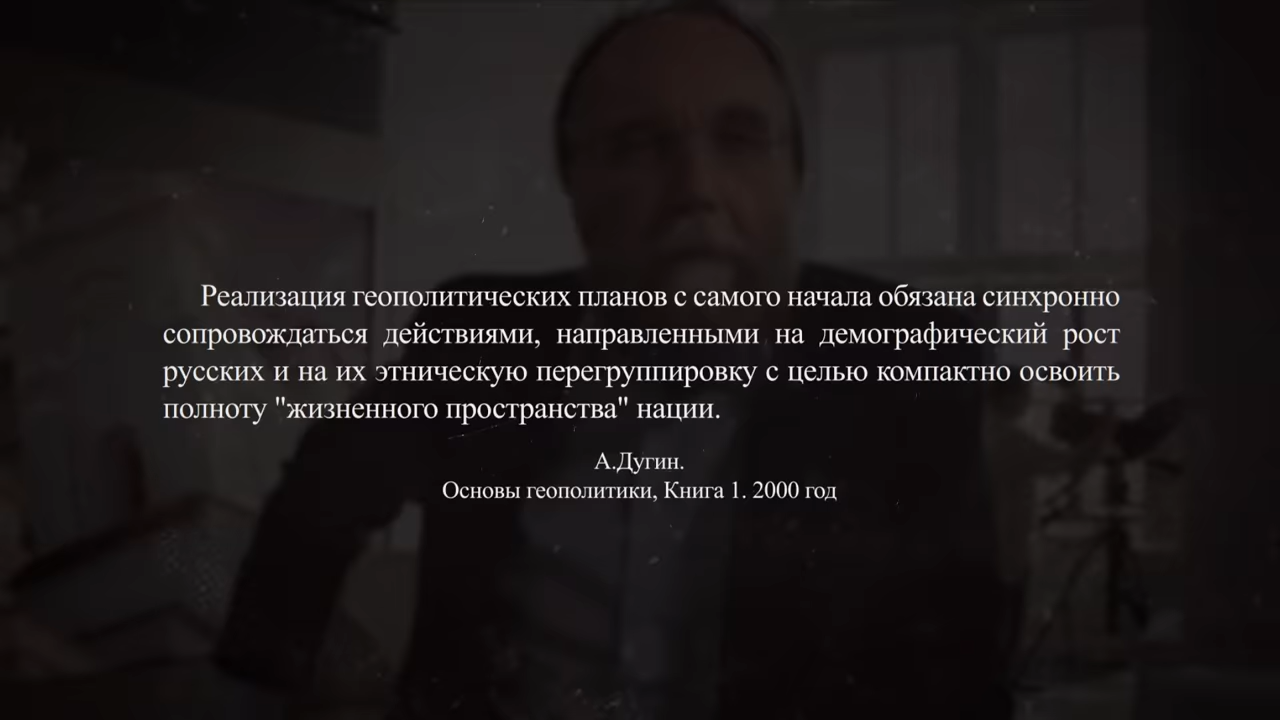 Реализация геополитических планов с самого начала обязана синхронно
сопровождаться действиями, направленными на демографический рост
русских и на их этническую перегруппировку с целью компактно освоить
полноту "жизненного пространства" нации.
А.Дугин.
Основы геополитики, Книга 1. 2000 год